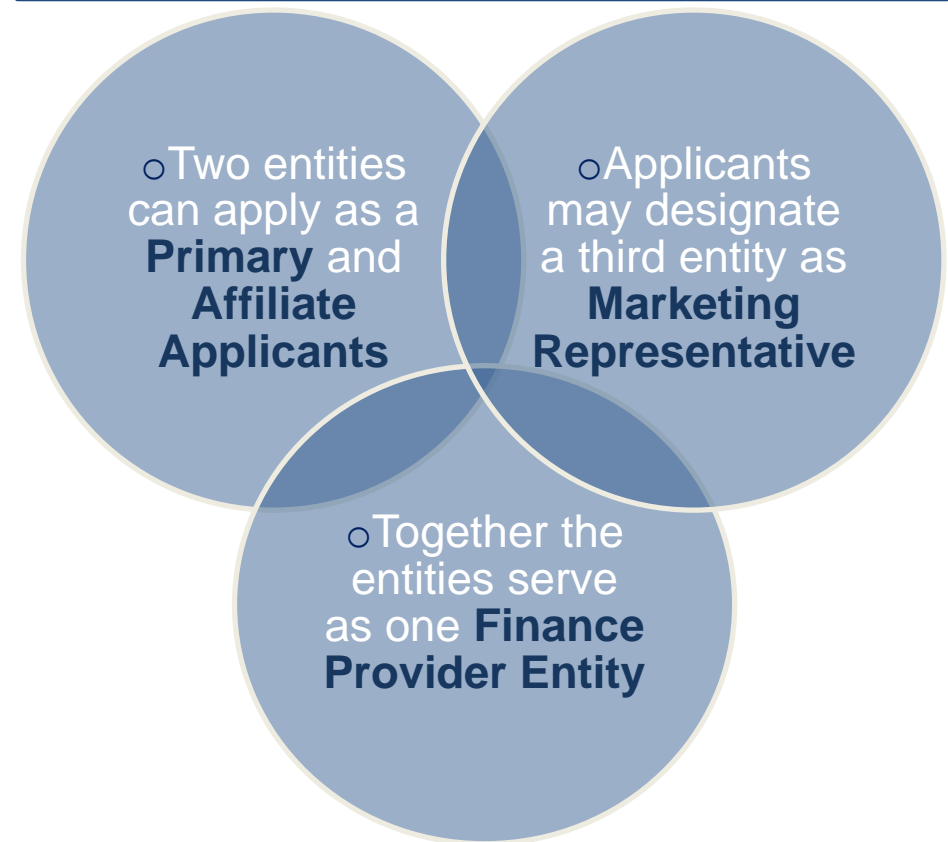 ○Two entities
can apply as a
Primary and
Affiliate
Applicants
○Applicants
may designate
a third entity as
Marketing
Representative
○Together the
entities serve
as one Finance
Provider Entity